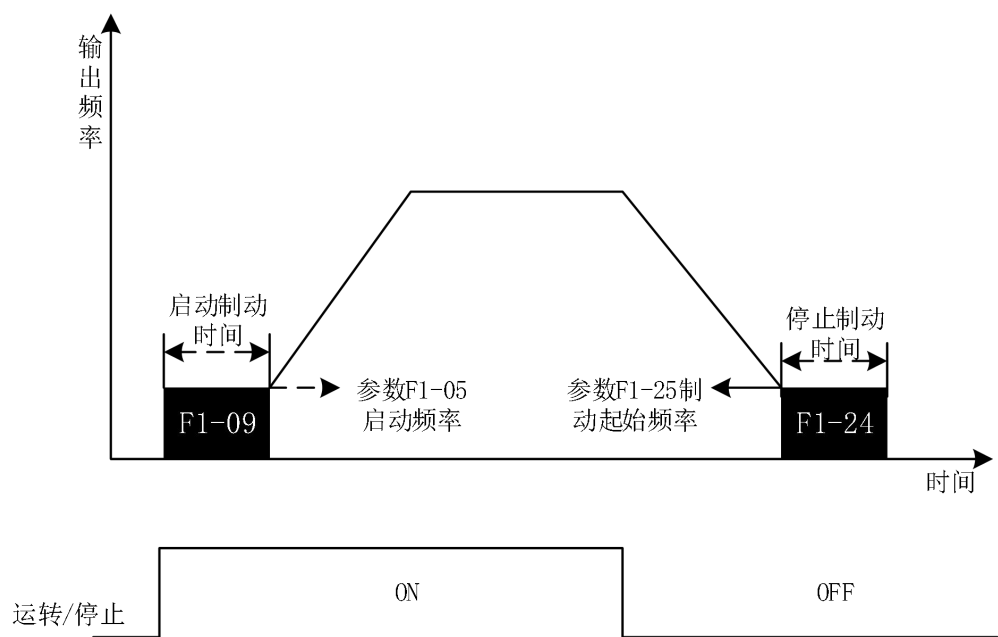 输出频率
启动制动
时间
停止制动
时间
参数F1-05
启动频率
参数F1-25制
动起始频率
F1-09
F1-24
时间
ON
OFF
运转/停止